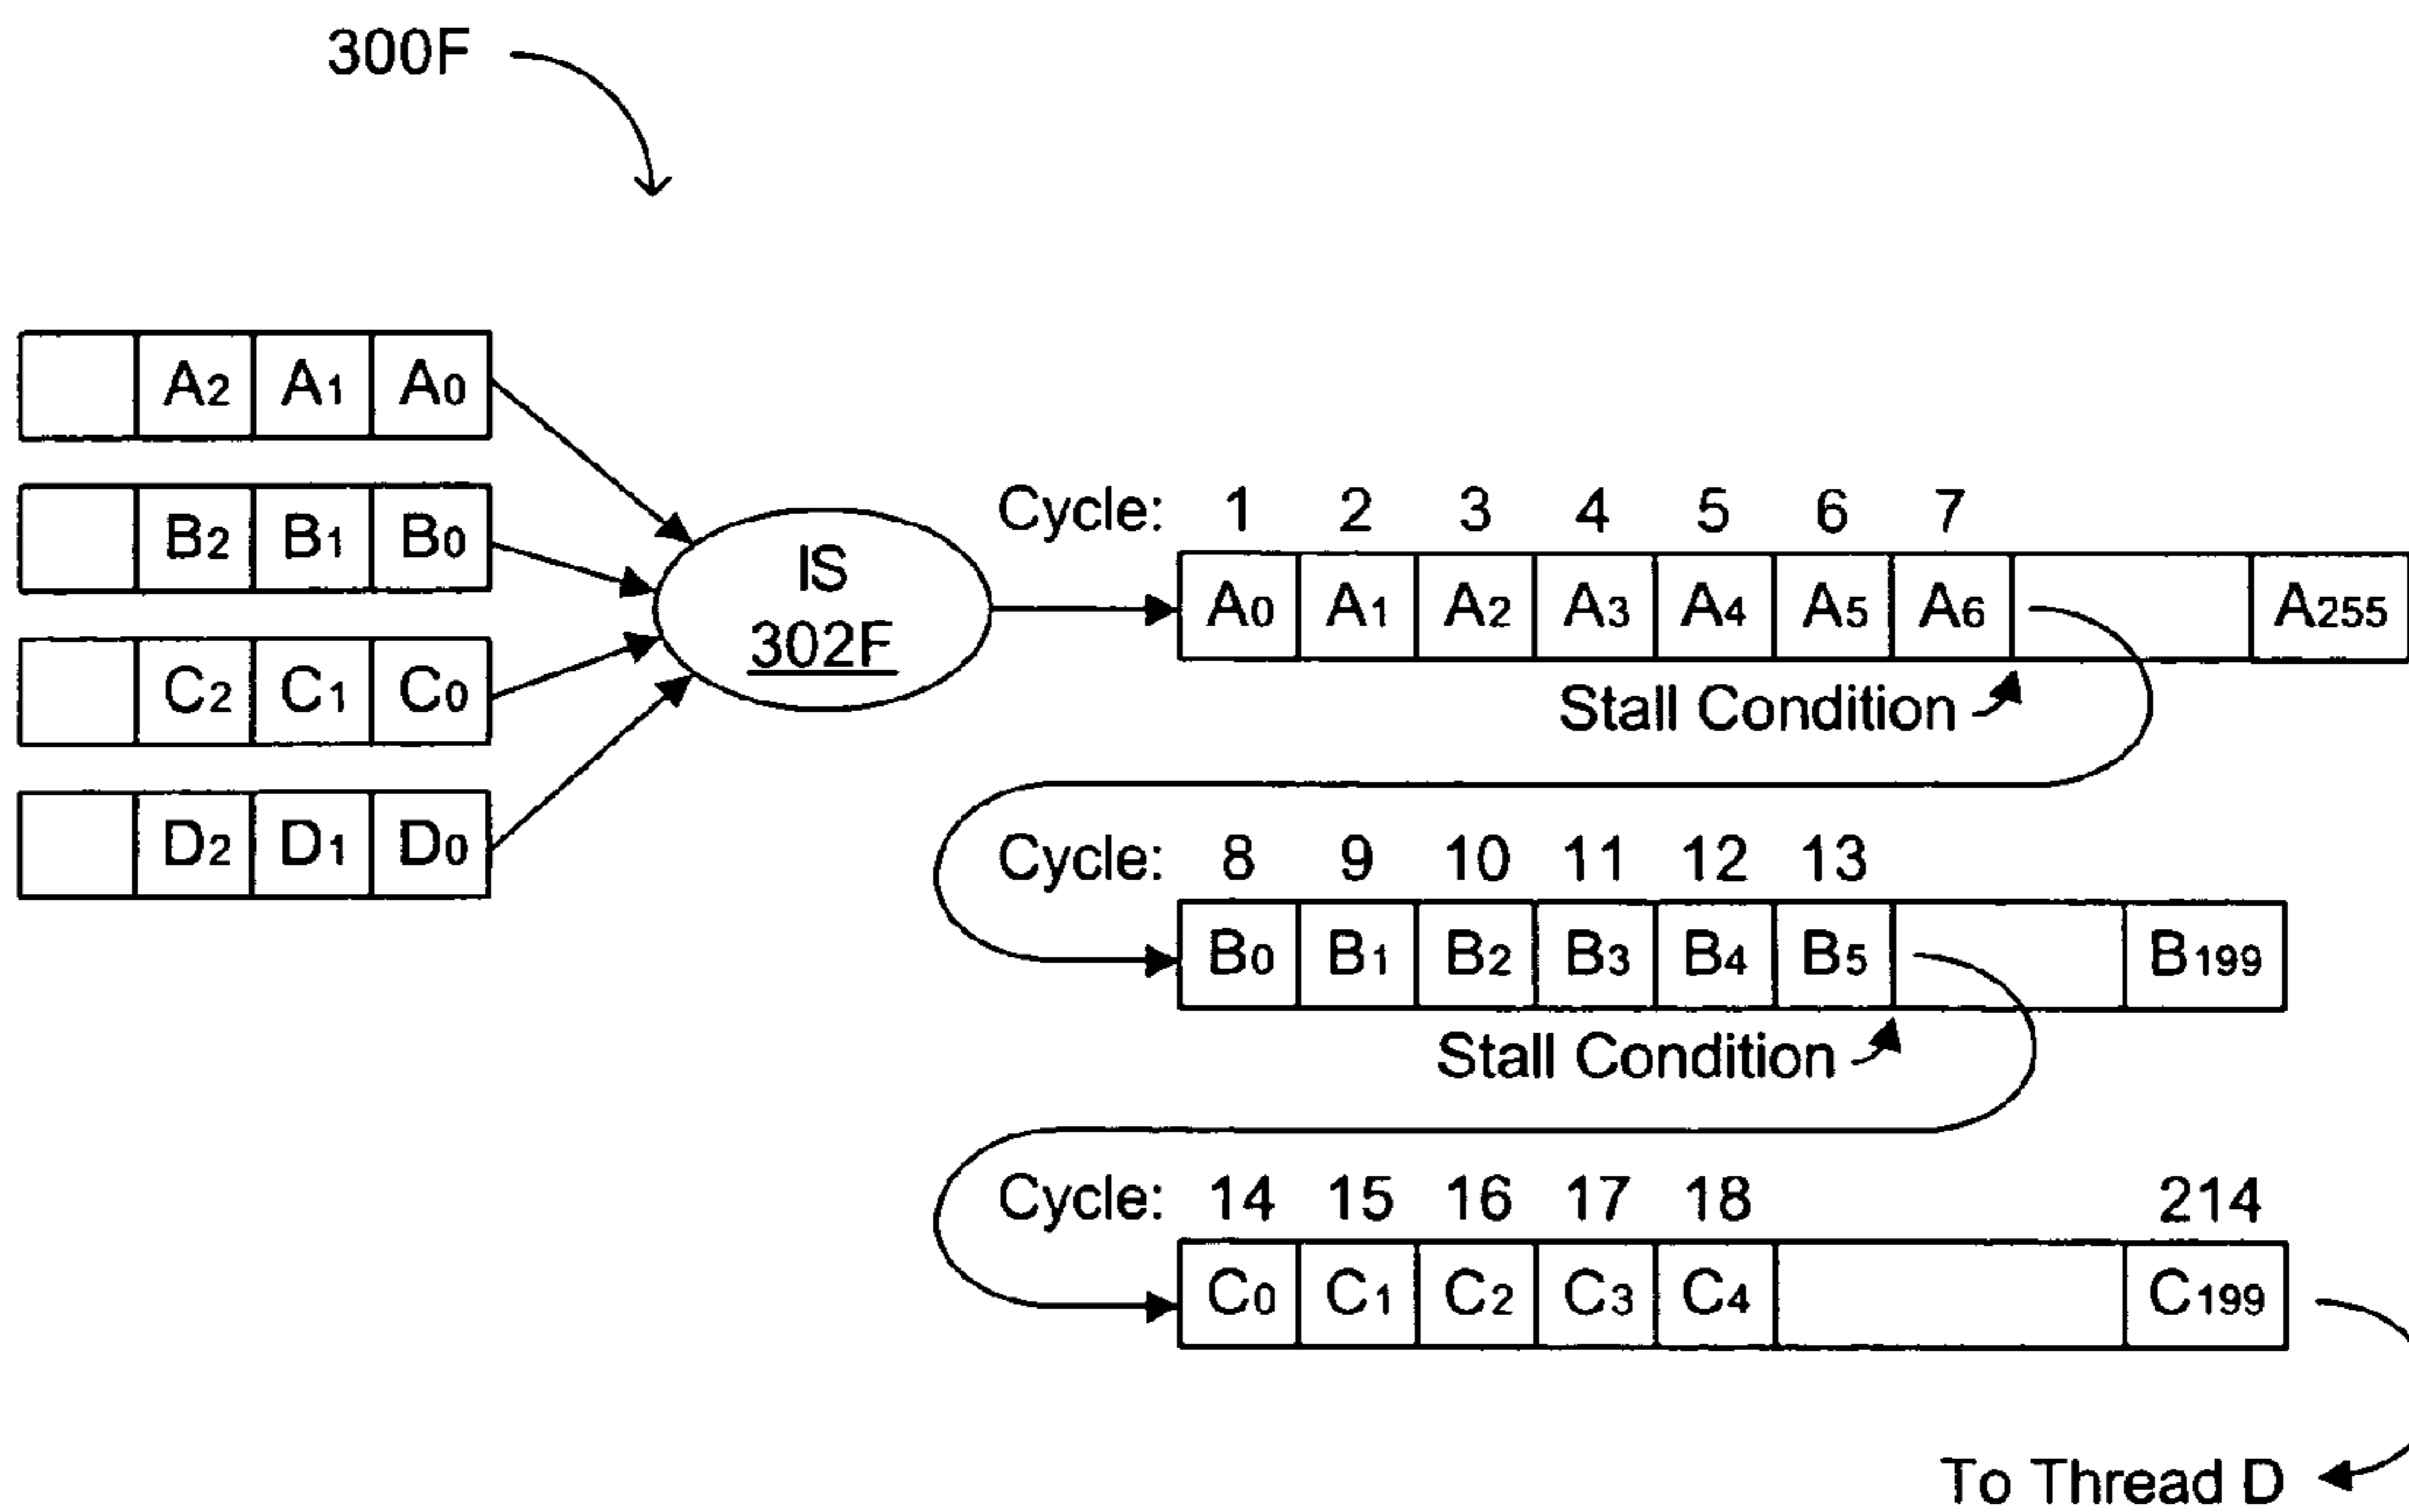 300F
A2 A1 A0
B2 B1 B0
C2 C1 C0
D2 D1 D0
IS
302F
Cycle: 1 2 3 4 5 6 7
A0 A1 A2 A3 A4 A5 A6 A255
Stall Condition
Cycle: 8 9 10 11 12 13
B0 B1 B2 B3 B4 B5 B199
Stall Condition
Cycle: 14 15 16 17 18 214
C0 C1 C2 C3 C4 C199
To Thread D